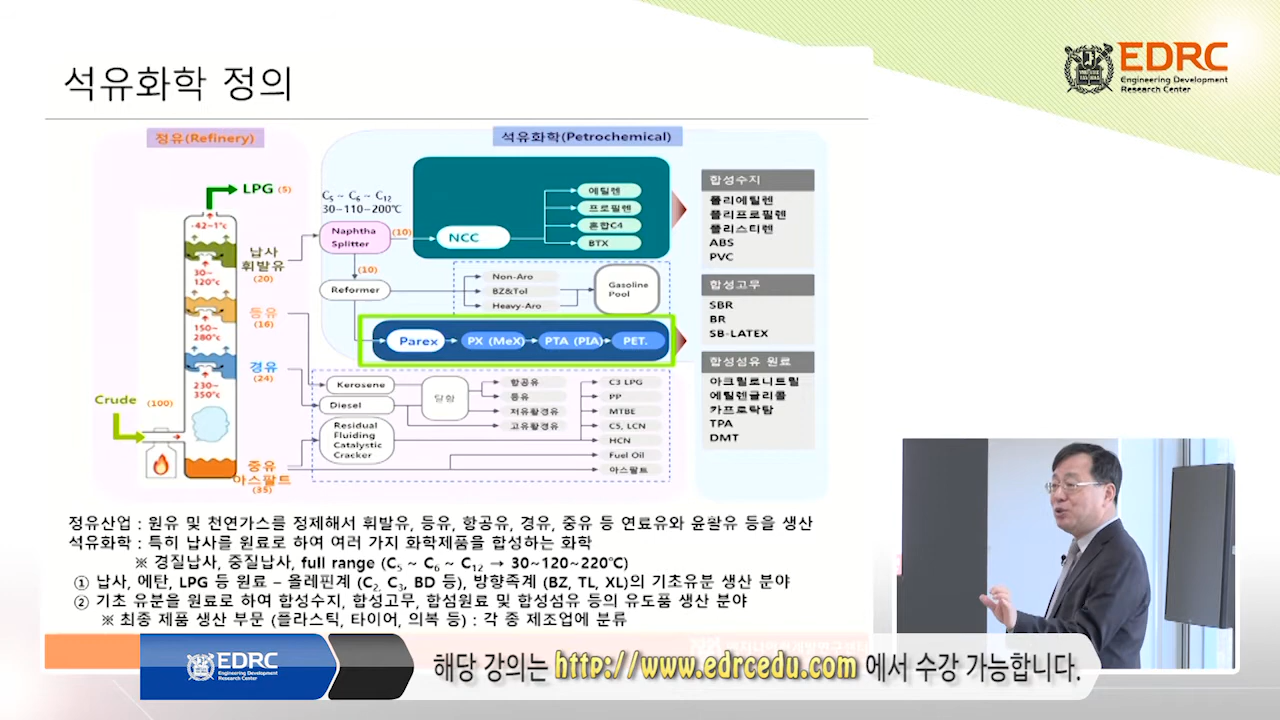 석유화학 정의
EDRC
Engineering Development
Research Center
정유(Refinery)
석유화학(Petrochemical)
LPG (5)
-42~1℃
30~
120℃
150~
280℃
230~
350℃
Crude (100)
납사
휘발유
(20)
등유
(16)
경유
(24)
중유
아스팔트
(35)
C5 ~ C6 ~ C12
30~110~200℃
Naphtha
Splitter
(10)
(10)
NCC
에틸렌
프로필렌
혼합C4
BTX
Reformer
Non-Aro
BZ&Tol
Heavy-Aro
Gasoline
Pool
Parex
PX (MeX)
PTA (PIA)
PET.
Kerosene
Diesel
Residual
Fluiding
Catalystic
Cracker
탈황
항공유
등유
저유황경유
고유황경유
C3 LPG
PP
MTBE
C5, LCN
HCN
Fuel Oil
아스팔트
합성수지
폴리에틸렌
폴리프로필렌
폴리스티렌
ABS
PVC
합성고무
SBR
BR
SB-LATEX
합성섬유 원료
아크릴로니트릴
에틸렌글리콜
카프로락탐
TPA
DMT
정유산업 : 원유 및 천연가스를 정제해서 휘발유, 등유, 항공유, 경유, 중유 등 연료유와 윤활유 등을 생산
석유화학 : 특히 납사를 원료로 하여 여러 가지 화학제품을 합성하는 화학
※ 경질납사, 중질납사, full range (C5 ~ C6 ~ C12 → 30~120~220℃)
① 납사, 에탄, LPG 등 원료 – 올레핀계 (C2, C3, BD 등), 방향족계 (BZ, TL, XL)의 기초유분 생산 분야
② 기초 유분을 원료로 하여 합성수지, 합성고무, 합섬원료 및 합성섬유 등의 유도품 생산 분야
※ 최종 제품 생산 부문 (플라스틱, 타이어, 의복 등) : 각 종 제조업에 분류
EDRC
Engineering Development
Research Center
해당 강의는 http://www.edrcedu.com 에서 수강 가능합니다.